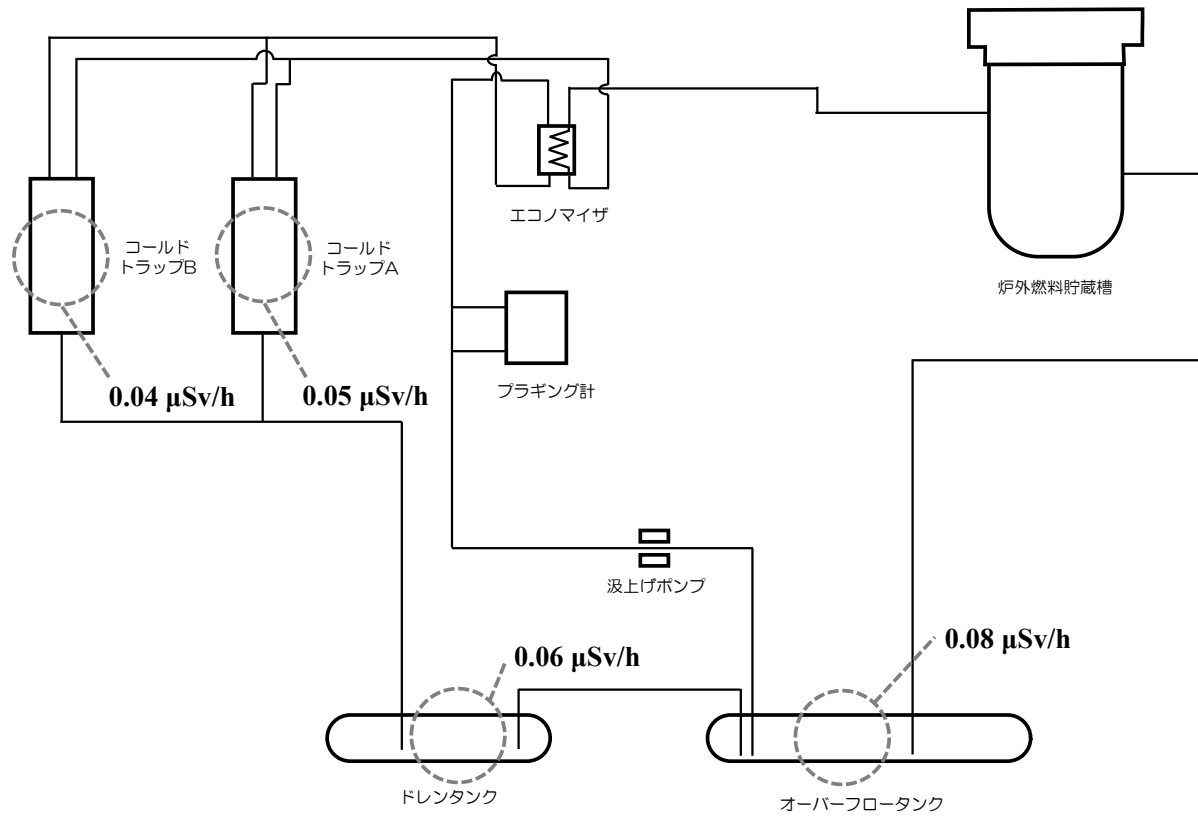 エコノマイザ
コールド
トラップB
コールド
トラップA
炉外燃料貯蔵槽
プラギング計
0.04 μSv/h
0.05 μSv/h
汲上げポンプ
0.06 μSv/h
0.08 μSv/h
ドレンタンク
オーバーフロータンク